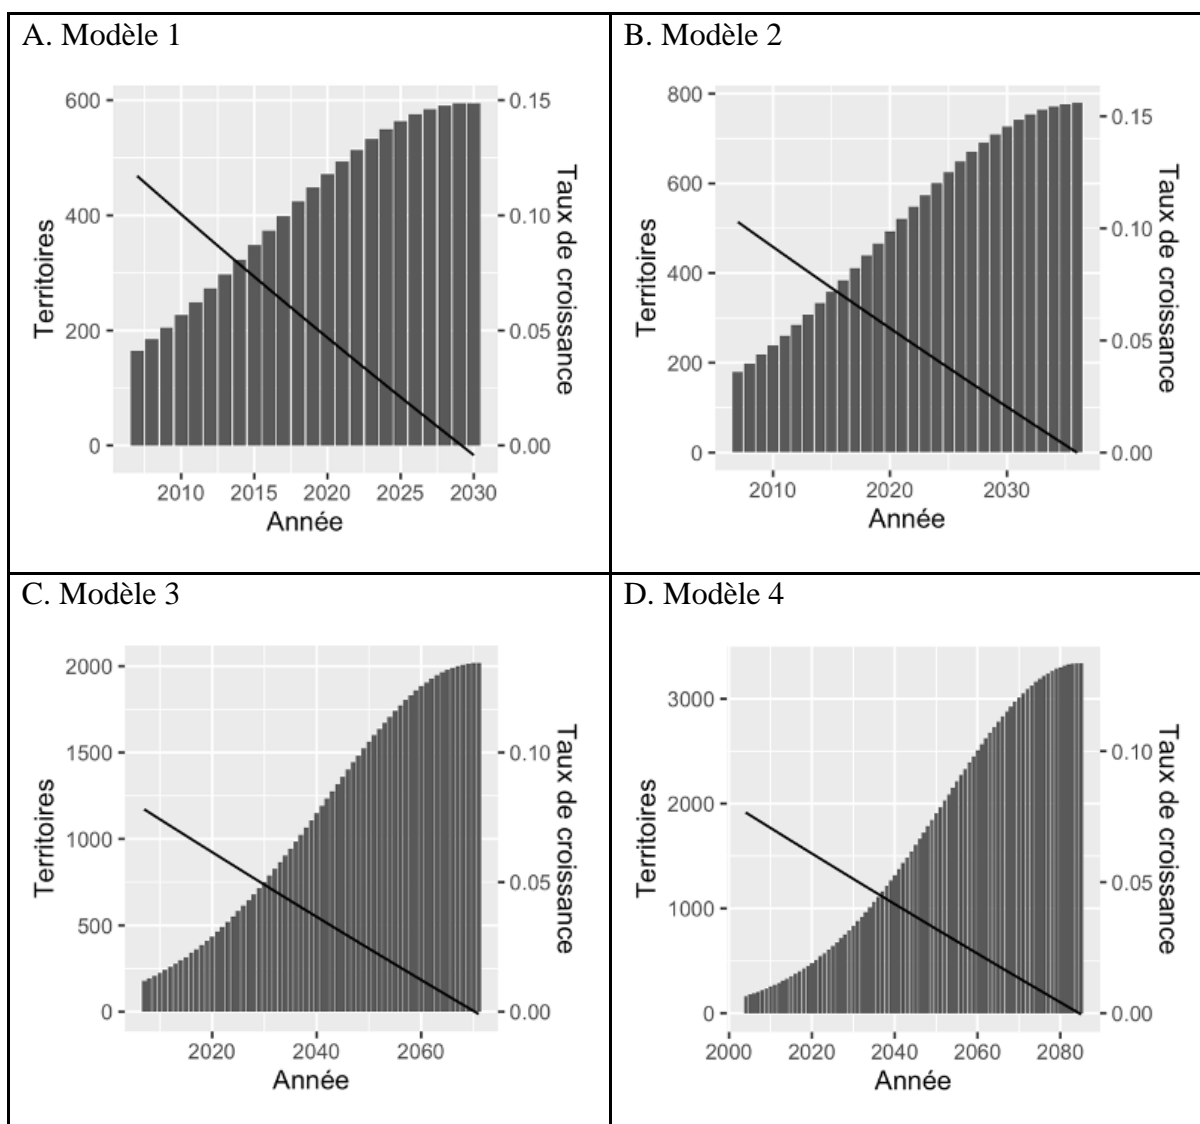 A. Modèle 1
600
400
200
0
Territoires
0.15
0.10
0.05
0.00
Taux de croissance
2010 2015 2020 2025 2030
Année
B. Modèle 2
800
600
400
200
0
Territoires
0.15
0.10
0.05
0.00
Taux de croissance
2010 2020 2030
Année
C. Modèle 3
2000
1500
1000
500
0
Territoires
0.10
0.05
0.00
Taux de croissance
2020 2040 2060
Année
D. Modèle 4
3000
2000
1000
0
Territoires
0.10
0.05
0.00
Taux de croissance
2000 2020 2040 2060 2080
Année